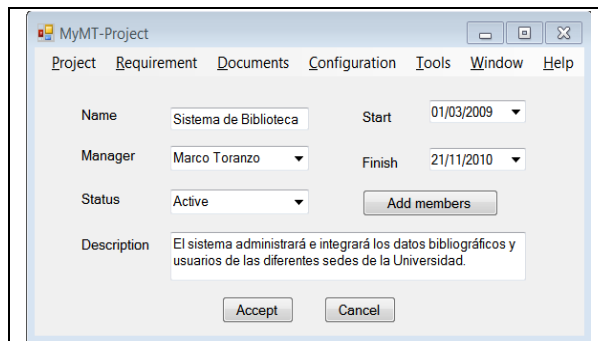 MyMT-Project
Project Requirement Documents Configuration Tools Window Help
Name Sistema de Biblioteca Start 01/03/2009
Manager Marco Toranzo Finish 21/11/2010
Status Active Add members
Description El sistema administrará e integrará los datos bibliográficos y
usuarios de las diferentes sedes de la Universidad.
Accept Cancel